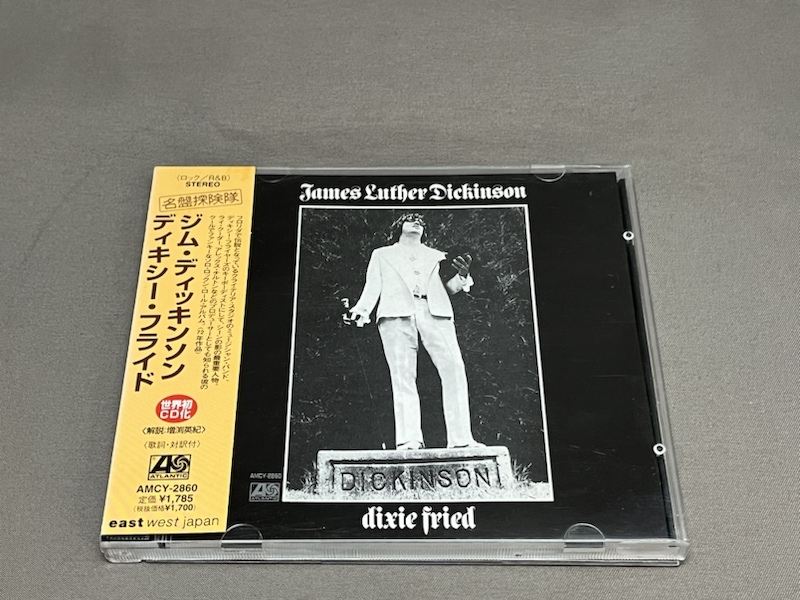 (ロック/R&B)
STEREO
名盤探険隊
ジム・ディッキンソン
ディキシー・フライド
世界初
CD化
〈解説:増渕英紀〉
〈歌詞・対訳付〉
ATLANTIC
AMCY-2860
定価 ¥1,785
(税抜価格¥1,700)
east west japan
James Luther Dickinson
DICKINSON
AMCY-2860
dixie fried